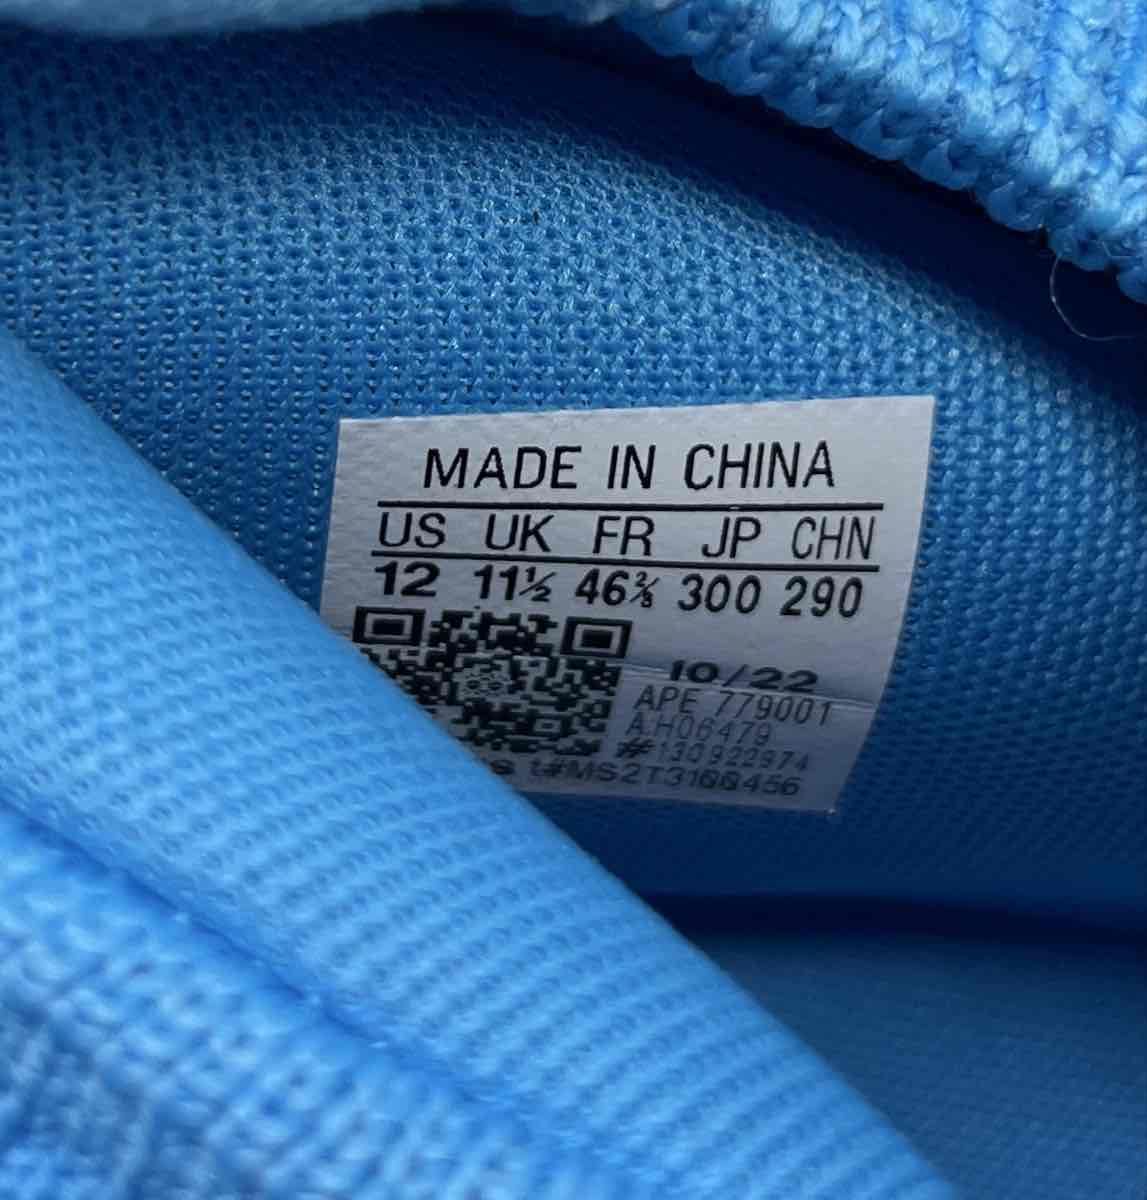 MADE IN CHINA
US UK FR JP CHN
12 11½ 46⅔ 300 290
10/22
APE 779001
A.H06479
#130922974
t#MS2T3100456